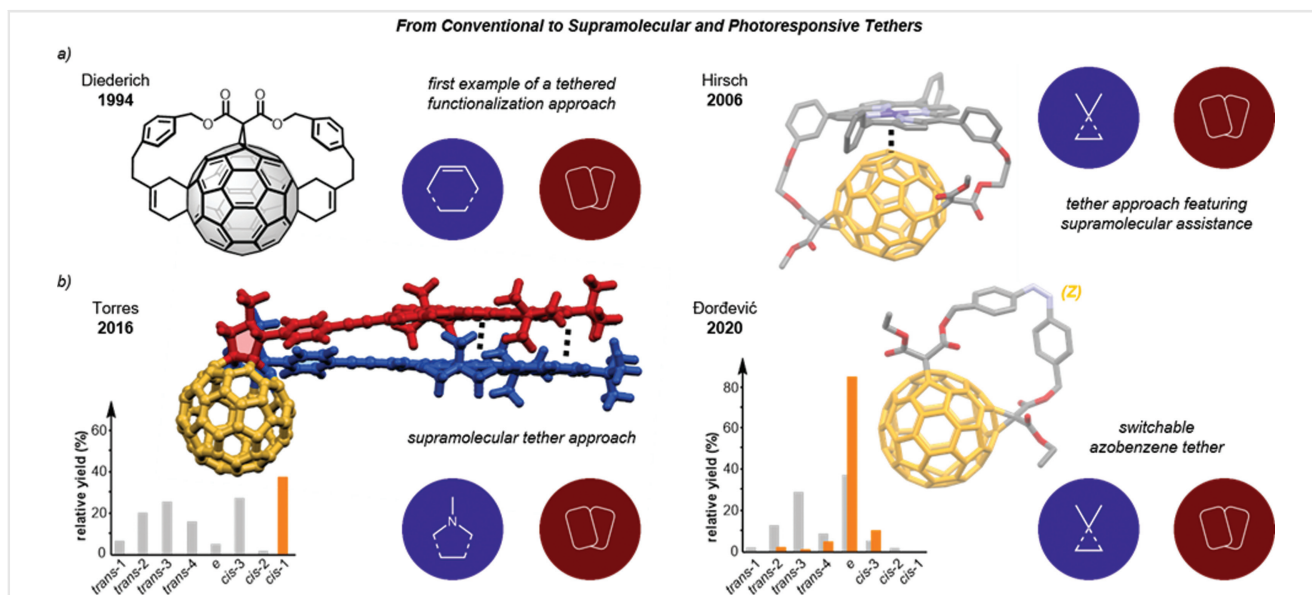 From Conventional to Supramolecular and Photoresponsive Tethers
a)
Diederich
1994
first example of a tethered
functionalization approach
O
O
O
O
Hirsch
2006
tether approach featuring
supramolecular assistance
b)
Torres
2016
supramolecular tether approach
N
relative yield (%)
60
40
20
0
trans-1
trans-2
trans-3
trans-4
e
cis-3
cis-2
cis-1
Đorđević
2020
(Z)
switchable
azobenzene tether
relative yield (%)
80
60
40
20
0
trans-1
trans-2
trans-3
trans-4
e
cis-3
cis-2
cis-1